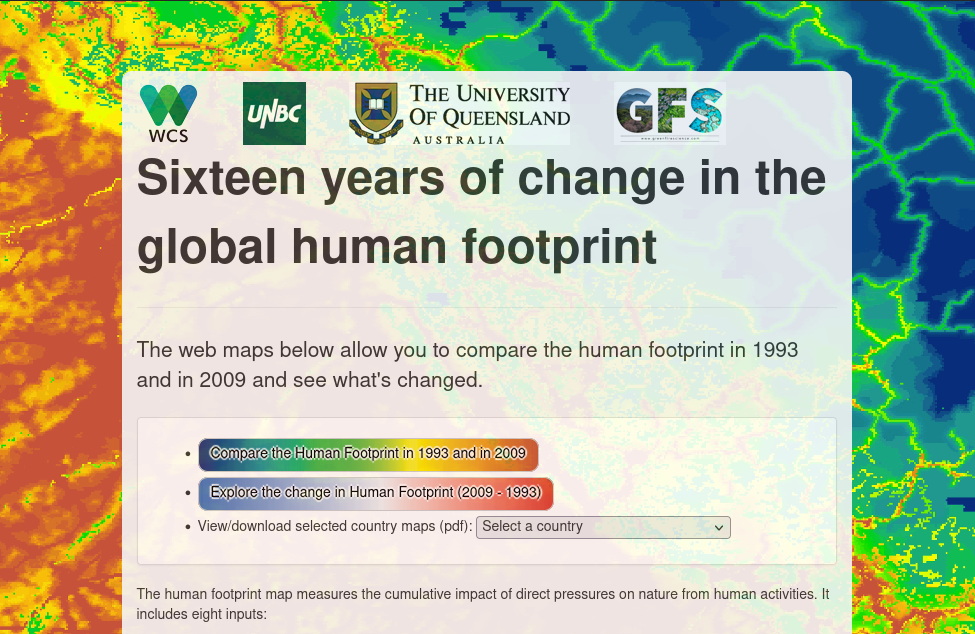 WCS
UNBC
THE UNIVERSITY
OF QUEENSLAND
AUSTRALIA
GFS
Sixteen years of change in the
global human footprint
The web maps below allow you to compare the human footprint in 1993
and in 2009 and see what's changed.
Compare the Human Footprint in 1993 and in 2009
Explore the change in Human Footprint (2009 - 1993)
View/download selected country maps (pdf): Select a country
The human footprint map measures the cumulative impact of direct pressures on nature from human activities. It
includes eight inputs: